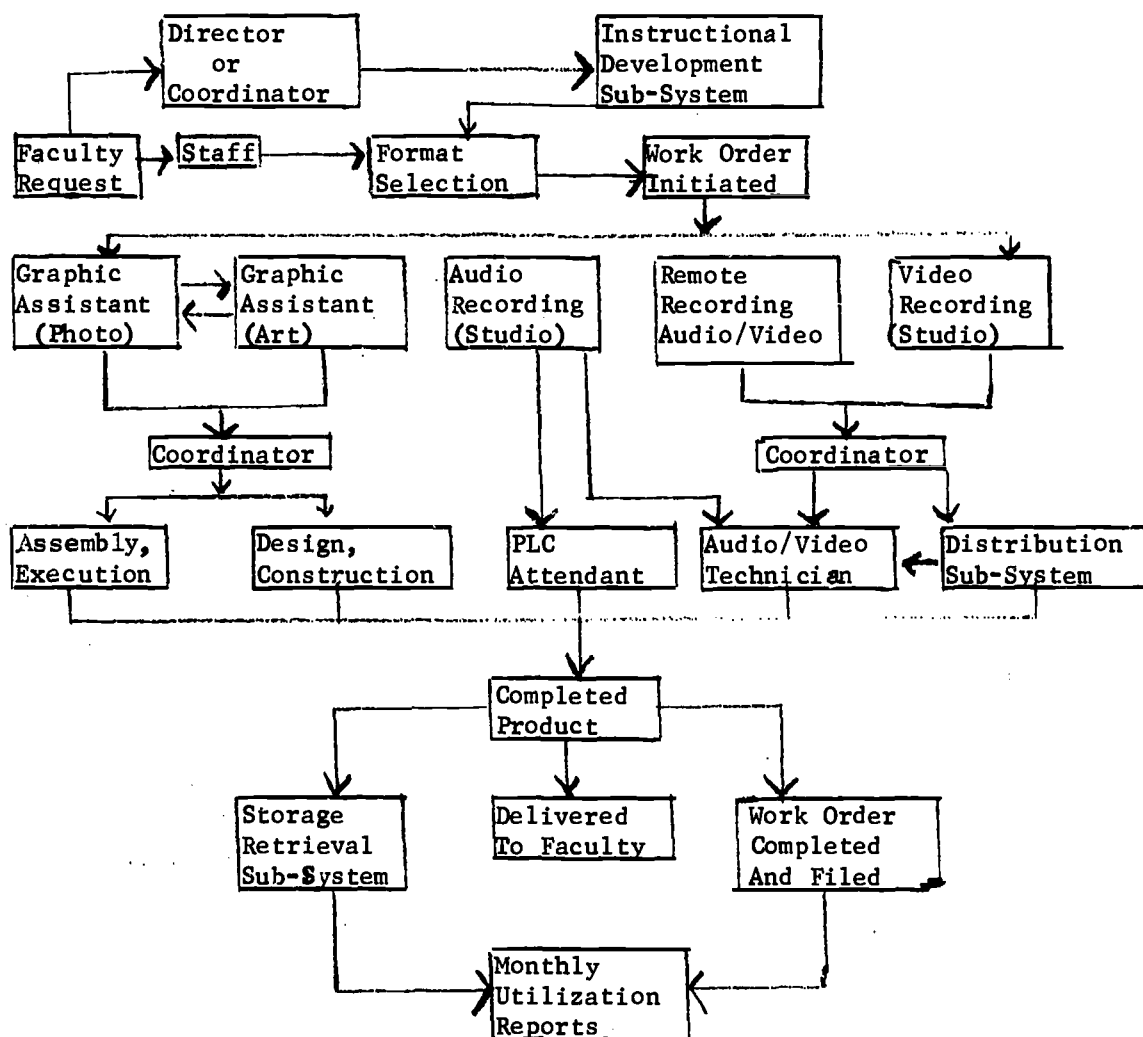 Director
or
Coordinator
Instructional
Development
Sub-System
Faculty
Request
Staff
Format
Selection
Work Order
Initiated
Graphic
Assistant
(Photo)
Graphic
Assistant
(Art)
Audio
Recording
(Studio)
Remote
Recording
Audio/Video
Video
Recording
(Studio)
Coordinator
Coordinator
Assembly,
Execution
Design,
Construction
PLC
Attendant
Audio/Video
Technician
Distribution
Sub-System
Completed
Product
Storage
Retrieval
Sub-System
Delivered
To Faculty
Work Order
Completed
And Filed
Monthly
Utilization
Reports